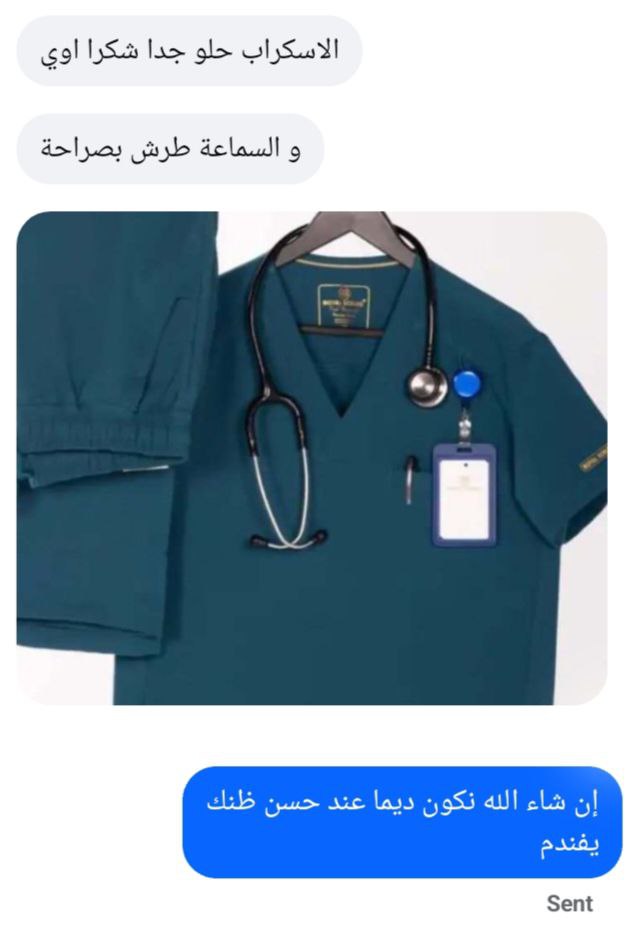 الاسكراب حلو جدا شكرا اوي
و السماعة طرش بصراحة
إن شاء الله نكون ديما عند حسن ظنك
يفندم
Sent